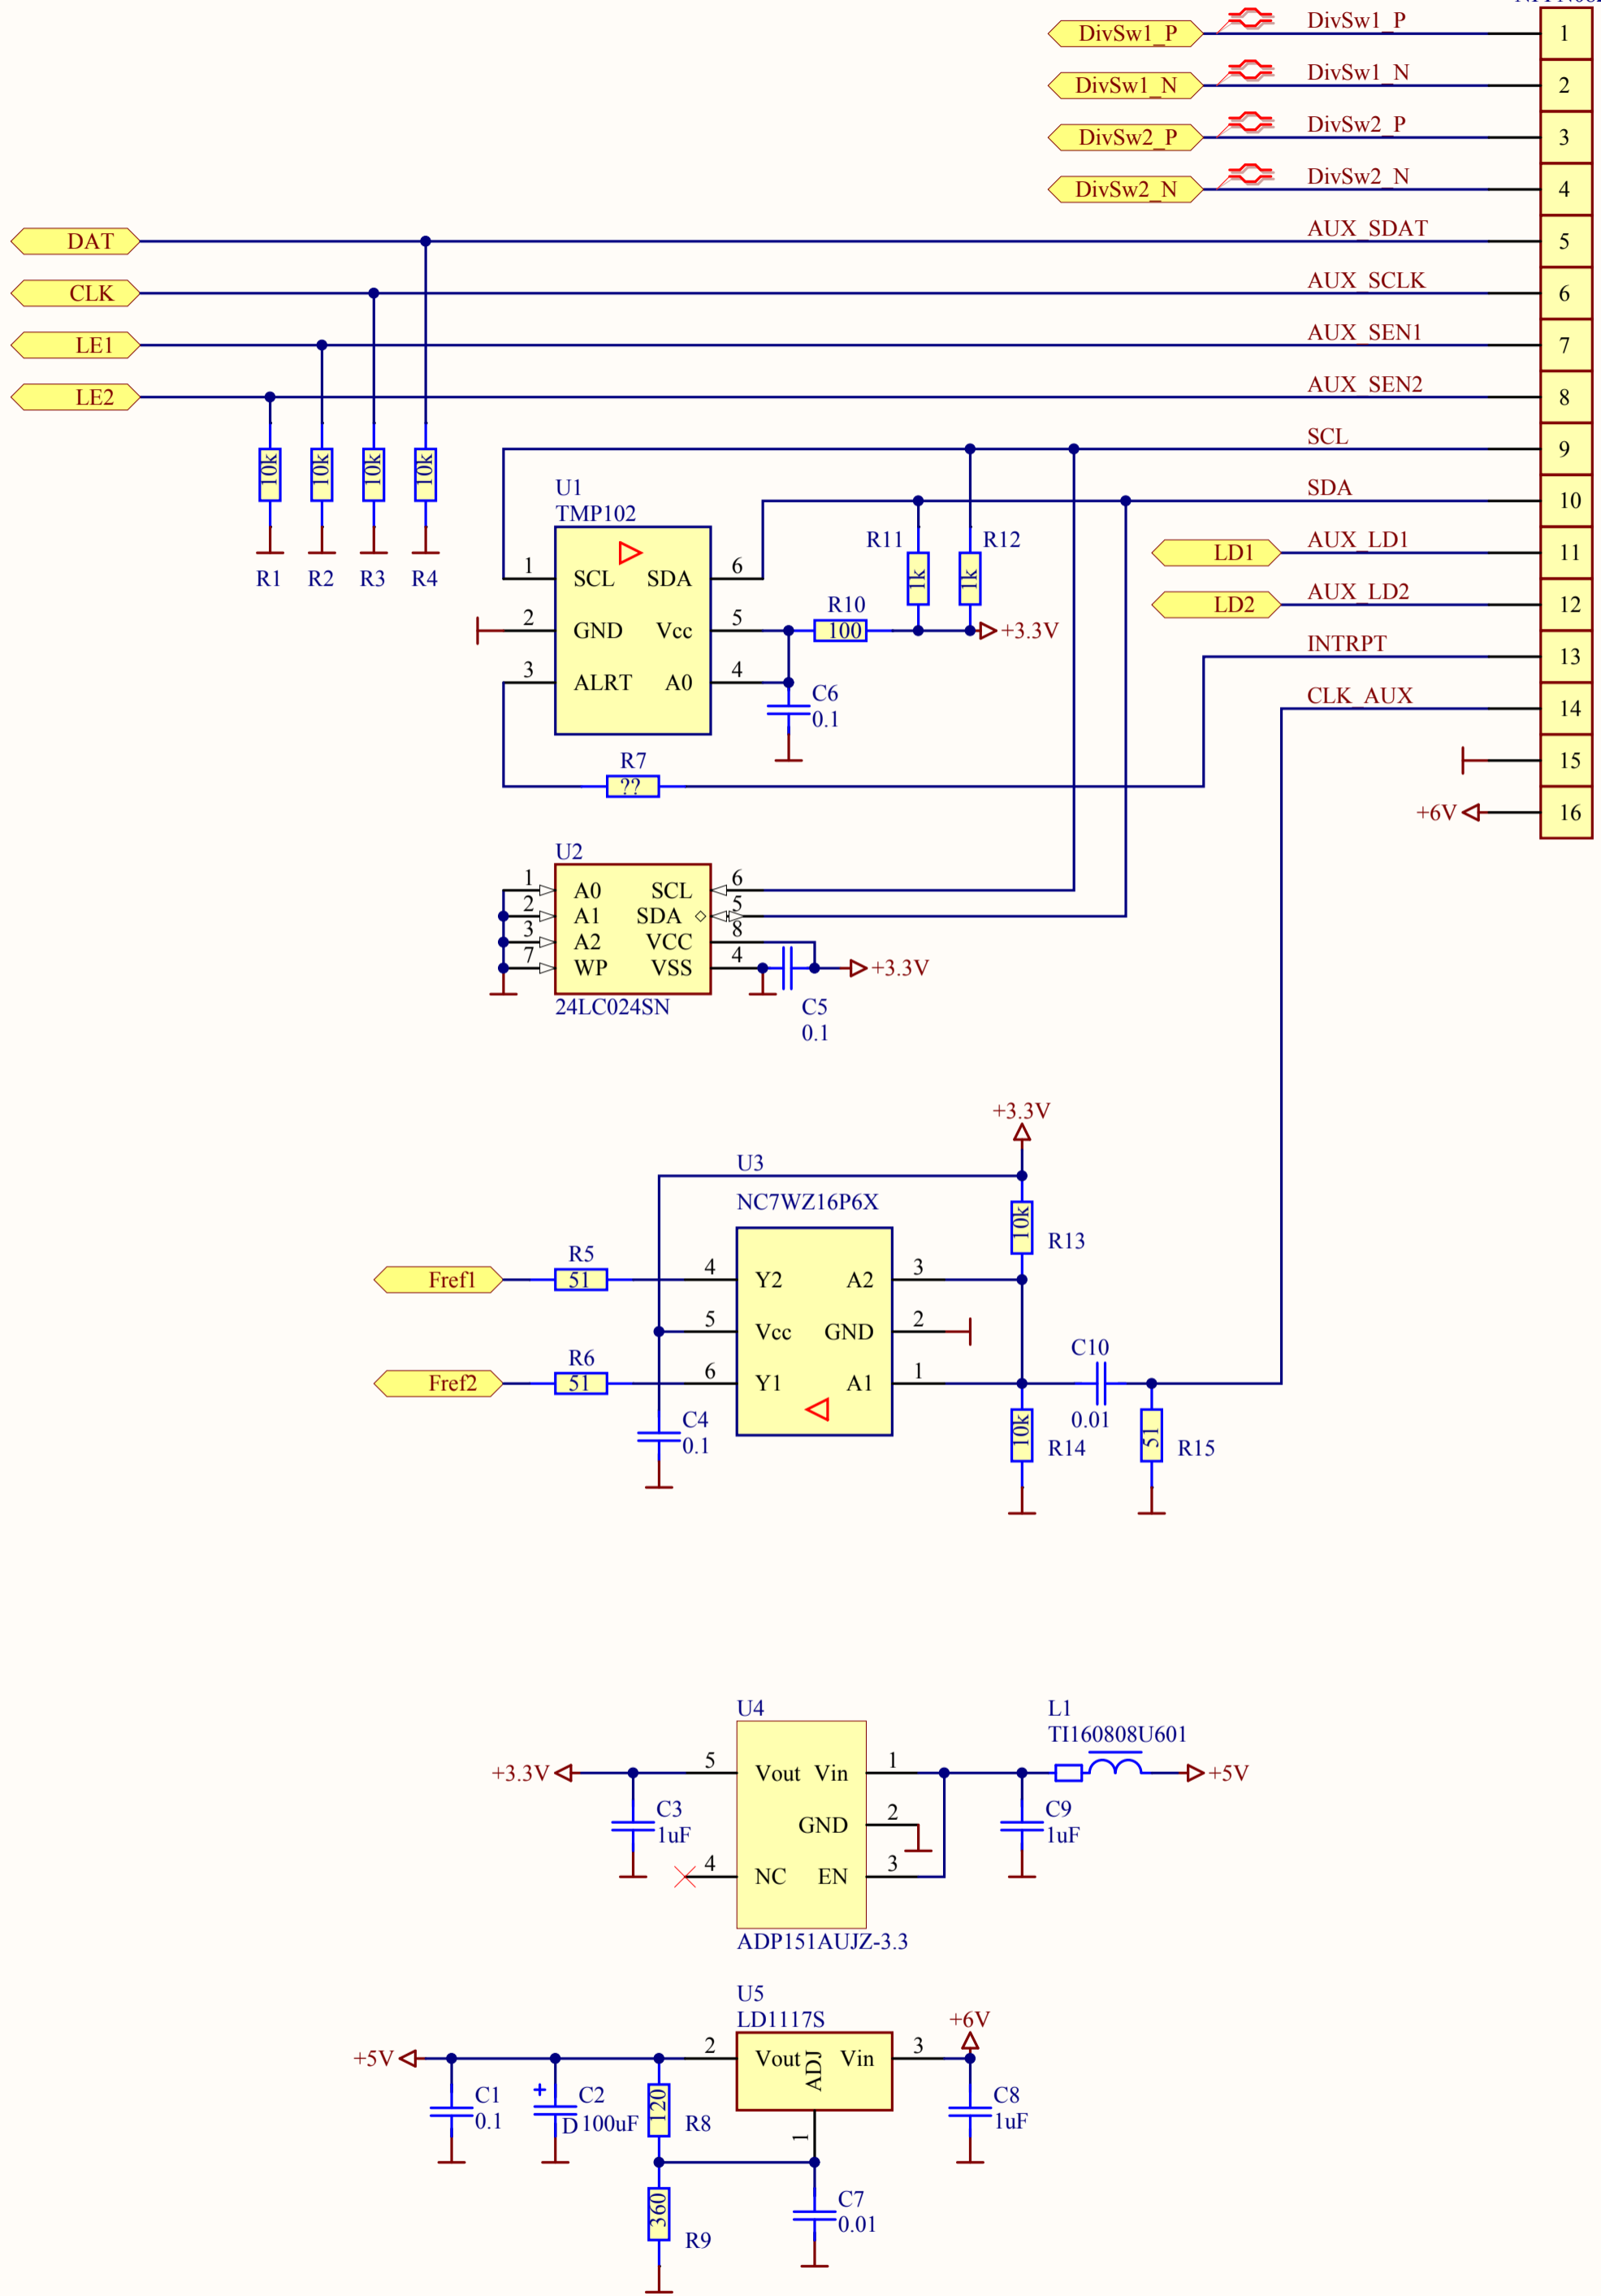 DivSw1_P DivSw1_P 1
DivSw1_N DivSw1_N 2
DivSw2_P DivSw2_P 3
DivSw2_N DivSw2_N 4
DAT AUX_SDAT 5
CLK AUX_SCLK 6
LE1 AUX_SEN1 7
LE2 AUX_SEN2 8
SCL 9
SDA 10
LD1 AUX_LD1 11
LD2 AUX_LD2 12
INTRPT 13
CLK_AUX 14
15
+6V 16
10k 10k 10k 10k
R1 R2 R3 R4
U1
TMP102
1 SCL SDA 6
2 GND Vcc 5
3 ALRT A0 4
R11 R12
1k 1k
R10
100
+3.3V
C6
0.1
R7
??
U2
1 A0 SCL 6
2 A1 SDA 5
3 A2 VCC 8
7 WP VSS 4
24LC024SN
+3.3V
C5
0.1
+3.3V
U3
NC7WZ16P6X
10k
R13
Fref1
R5
51
4 Y2 A2 3
5 Vcc GND 2
Fref2
R6
51
6 Y1 A1 1
C10
0.01
C4
0.1
10k
R14
51
R15
U4
L1
TI160808U601
+3.3V 5 Vout Vin 1 +5V
C3
1uF
GND 2
C9
1uF
4 NC EN 3
ADP151AUJZ-3.3
U5
LD1117S
+6V
+5V 2 Vout ADJ Vin 3
C1
0.1
+ C2
D 100uF
120
R8
1
C8
1uF
360
R9
C7
0.01